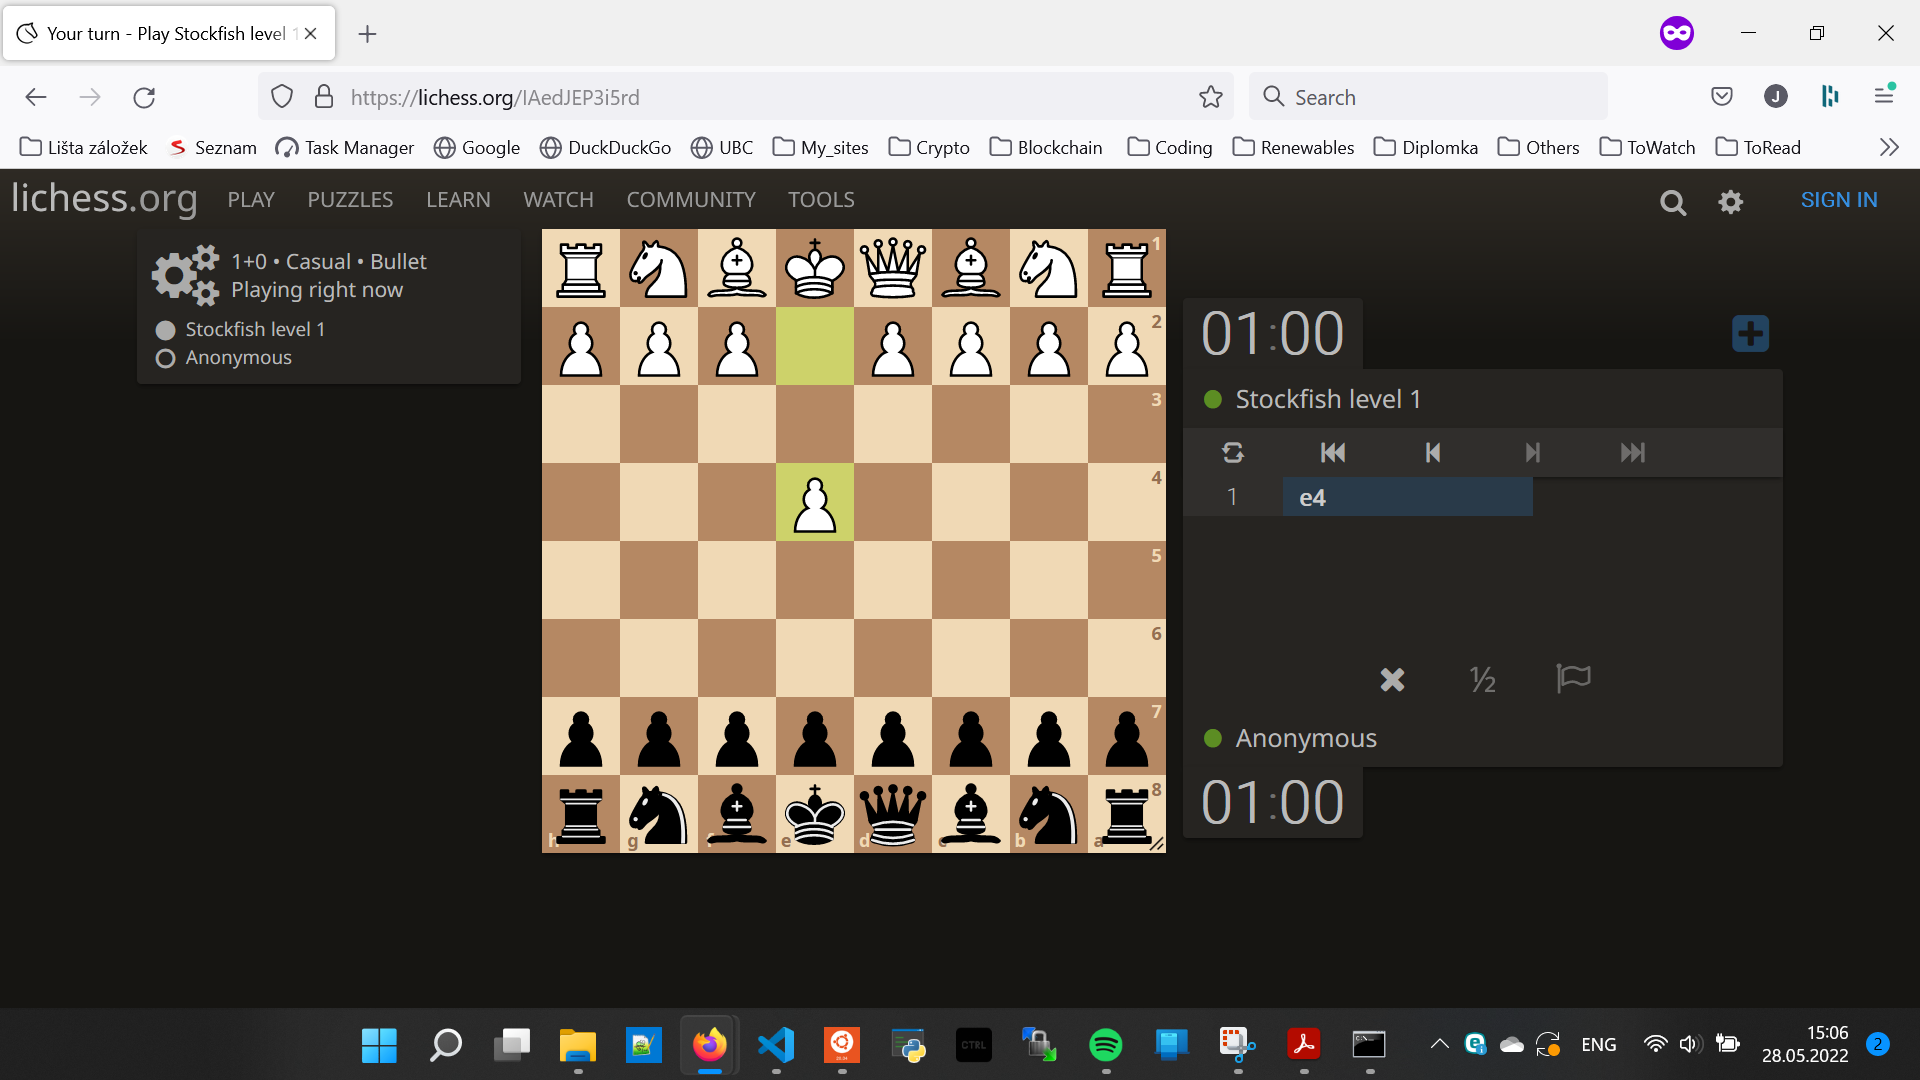 Your turn - Play Stockfish level 1
https://lichess.org/IAedJEP3i5rd
Search
Lišta záložek Seznam Task Manager Google DuckDuckGo UBC My_sites Crypto Blockchain Coding Renewables Diplomka Others ToWatch ToRead
lichess.org PLAY PUZZLES LEARN WATCH COMMUNITY TOOLS SIGN IN
1+0 • Casual • Bullet
Playing right now
Stockfish level 1
Anonymous
1
2
3
4
5
6
7
8
h g f e d c b a
01:00
Stockfish level 1
1 e4
½
Anonymous
01:00
J
CTRL
ENG
15:06
28.05.2022
2